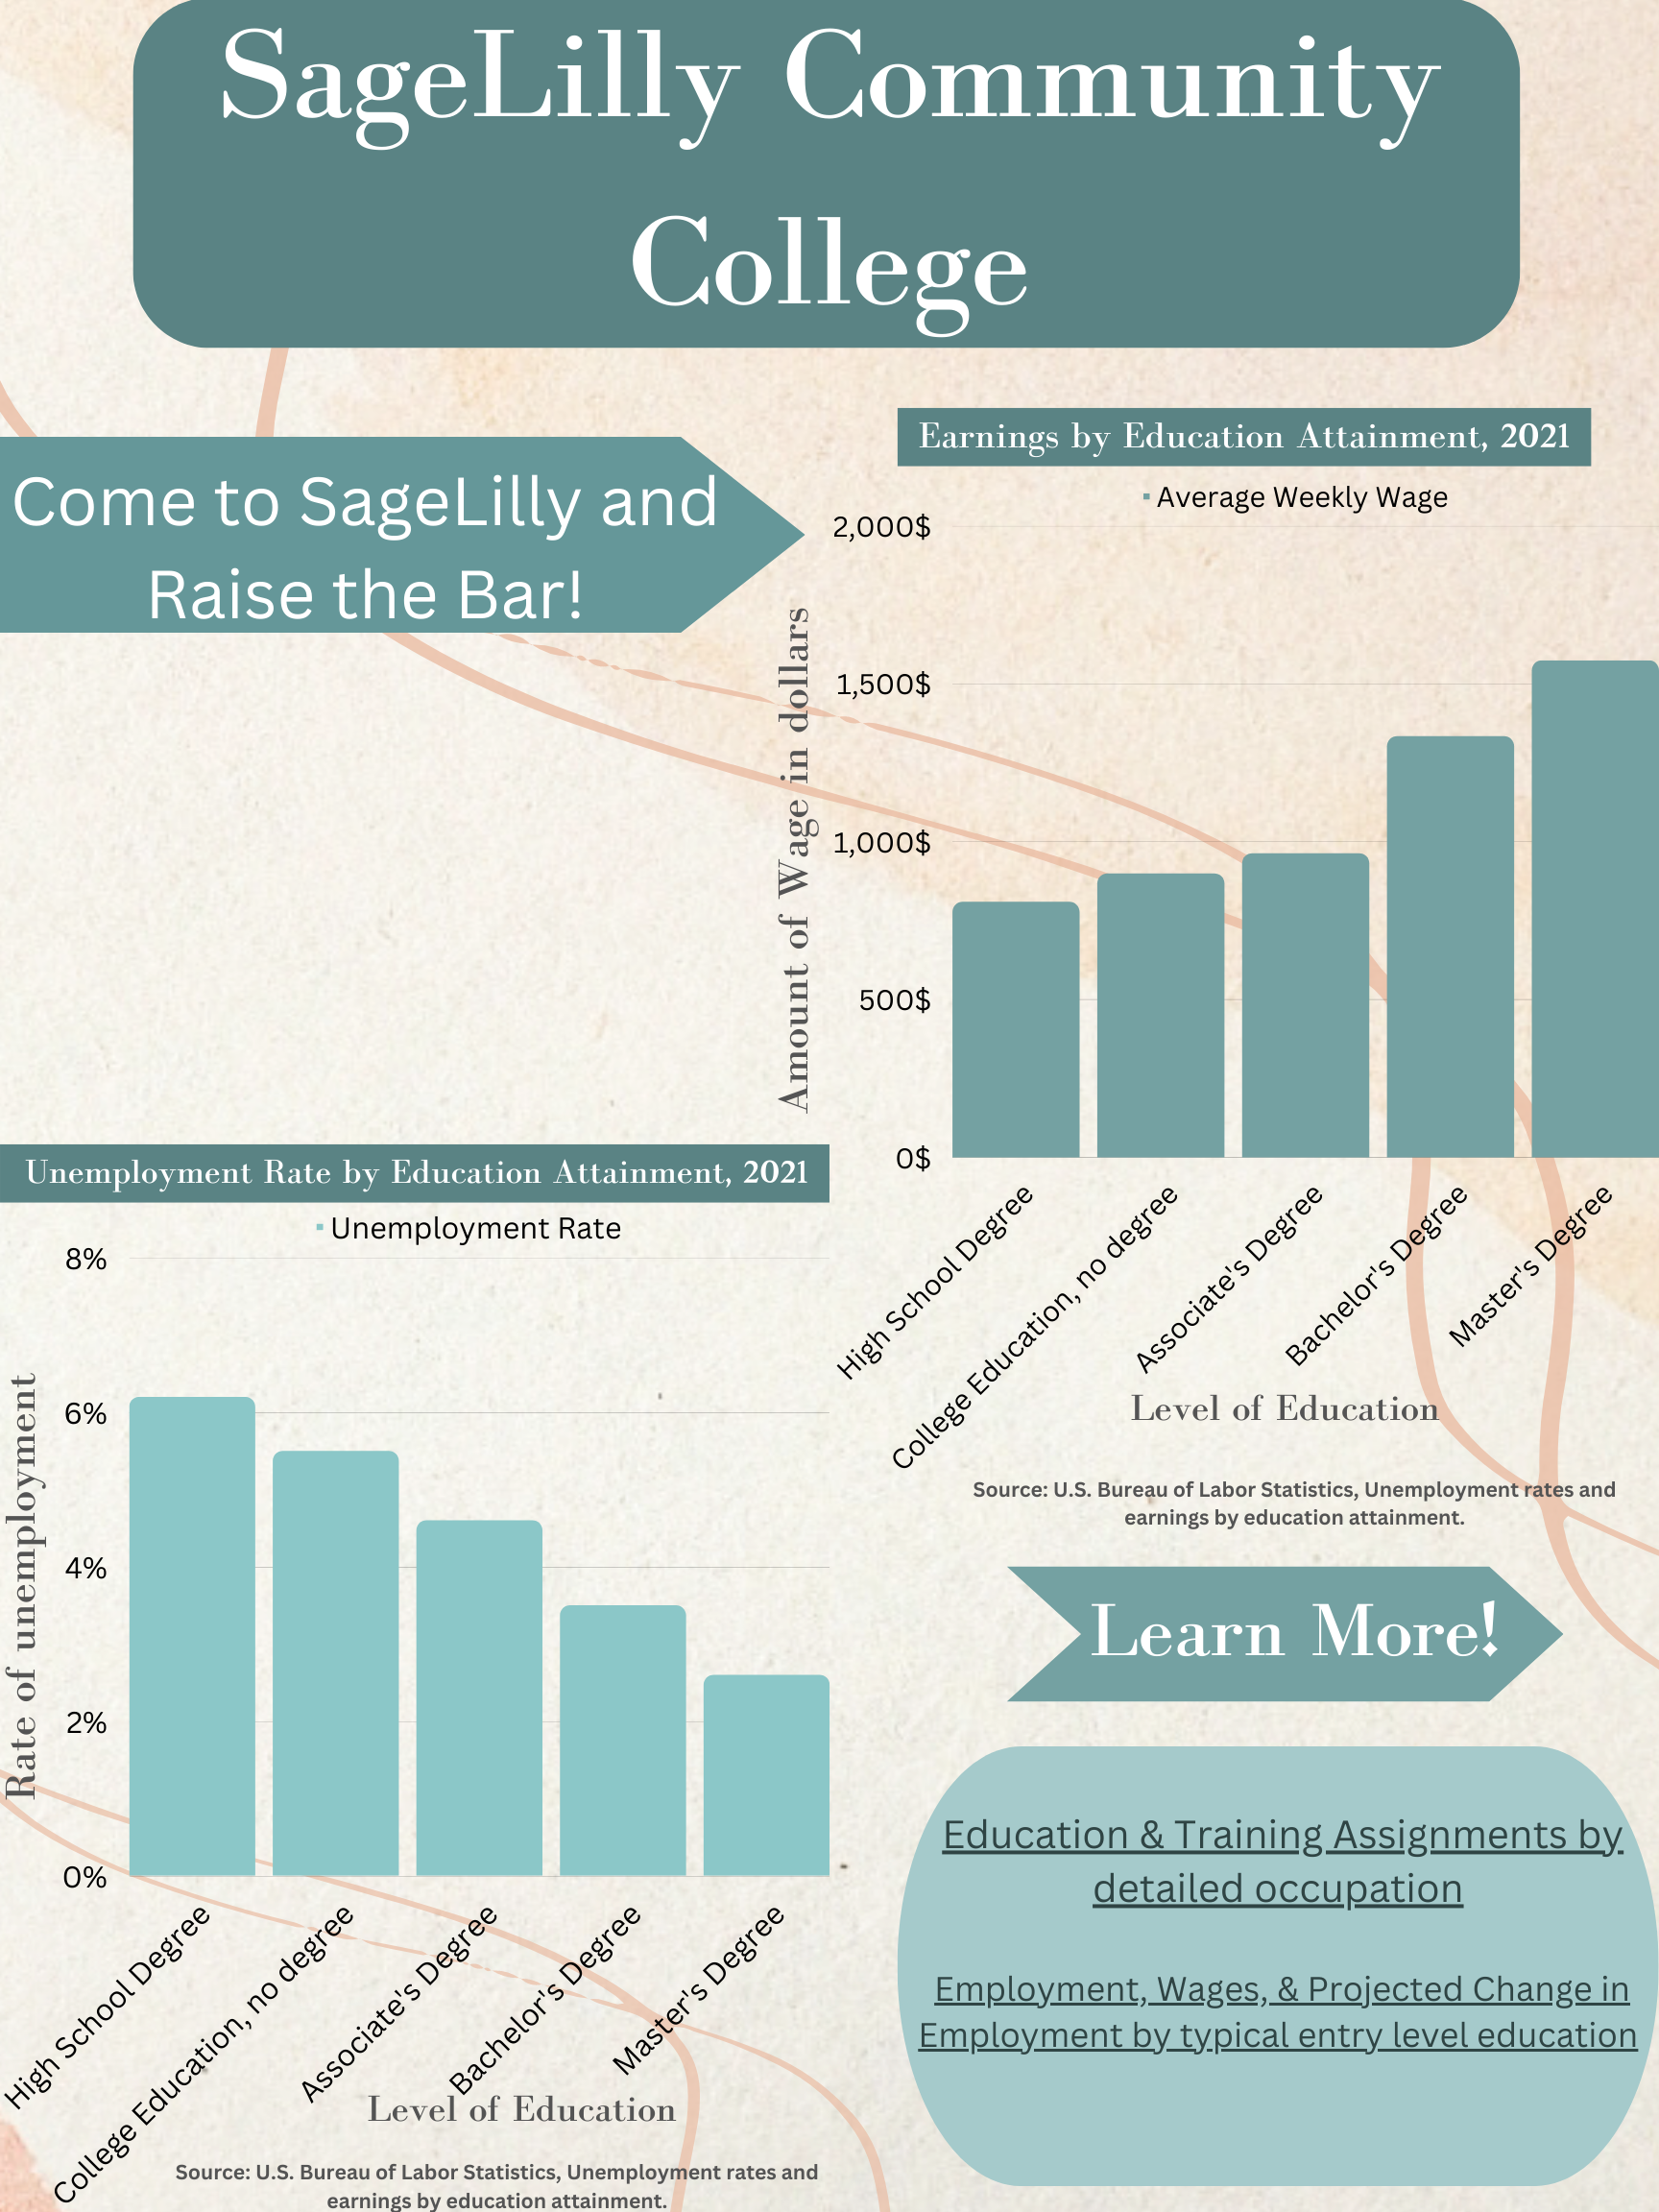 SageLilly Community
College
Come to SageLilly and
Raise the Bar!
Earnings by Education Attainment, 2021
Average Weekly Wage
Amount of Wage in dollars
2,000$
1,500$
1,000$
500$
0$
High School Degree
College Education, no degree
Associate's Degree
Bachelor's Degree
Master's Degree
Level of Education
Source: U.S. Bureau of Labor Statistics, Unemployment rates and
earnings by education attainment.
Unemployment Rate by Education Attainment, 2021
Unemployment Rate
Rate of unemployment
8%
6%
4%
2%
0%
High School Degree
College Education, no degree
Associate's Degree
Bachelor's Degree
Master's Degree
Level of Education
Source: U.S. Bureau of Labor Statistics, Unemployment rates and
earnings by education attainment.
Learn More!
Education & Training Assignments by
detailed occupation
Employment, Wages, & Projected Change in
Employment by typical entry level education